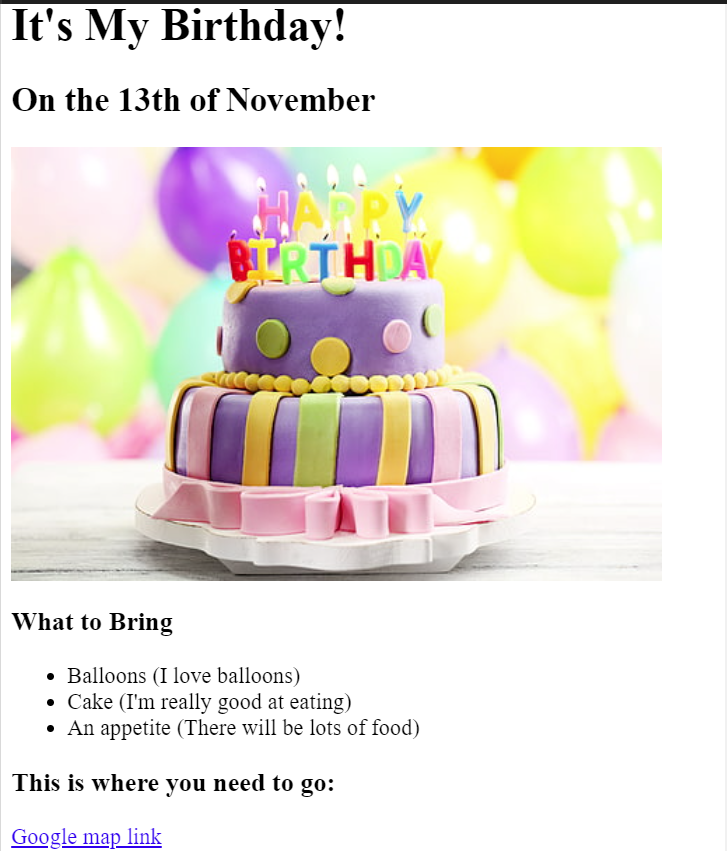 It's My Birthday!
On the 13th of November
HAPPY
BIRTHDAY
What to Bring
Balloons (I love balloons)
Cake (I'm really good at eating)
An appetite (There will be lots of food)
This is where you need to go:
Google map link